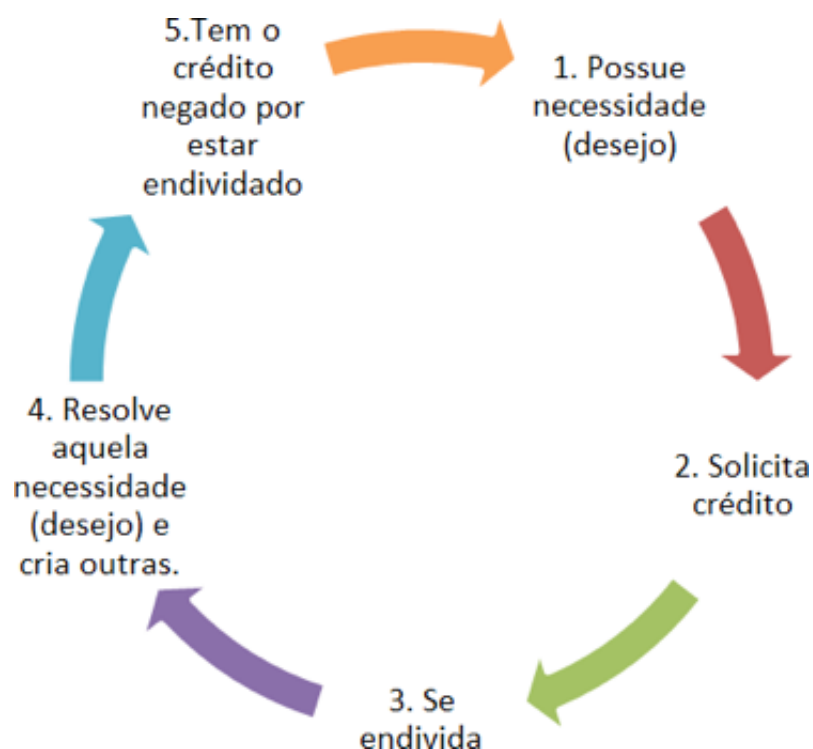 1. Possue
necessidade
(desejo)
2. Solicita
crédito
3. Se
endivida
4. Resolve
aquela
necessidade
(desejo) e
cria outras.
5.Tem o
crédito
negado por
estar
endividado